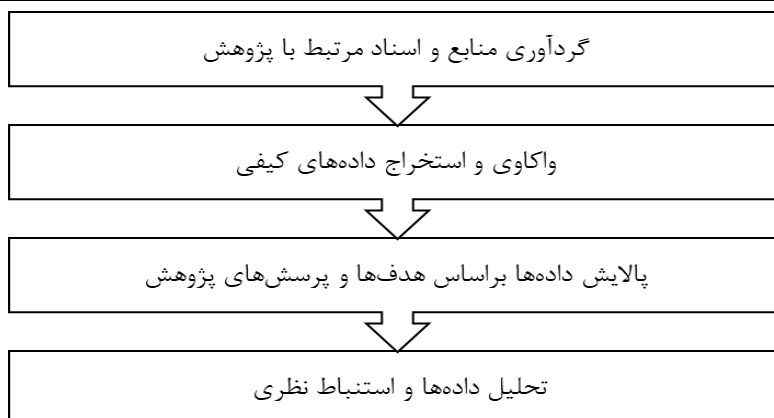 گردآوری منابع و اسناد مرتبط با پژوهش
واکاوی و استخراج داده‌های کیفی
پالایش داده‌ها براساس هدف‌ها و پرسش‌های پژوهش
تحلیل داده‌ها و استنباط نظری